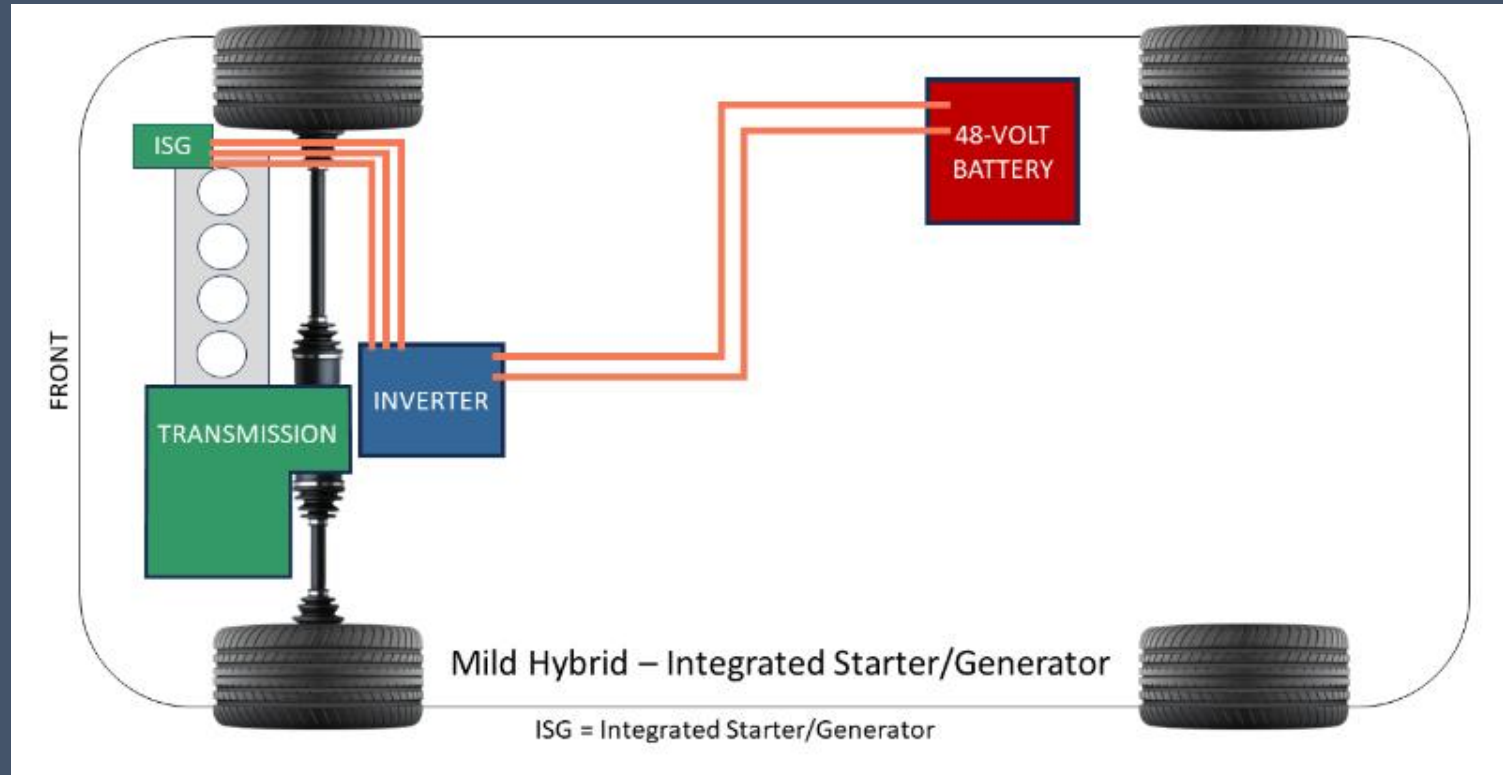 ISG
48-VOLT
BATTERY
FRONT
INVERTER
TRANSMISSION
Mild Hybrid – Integrated Starter/Generator
ISG = Integrated Starter/Generator